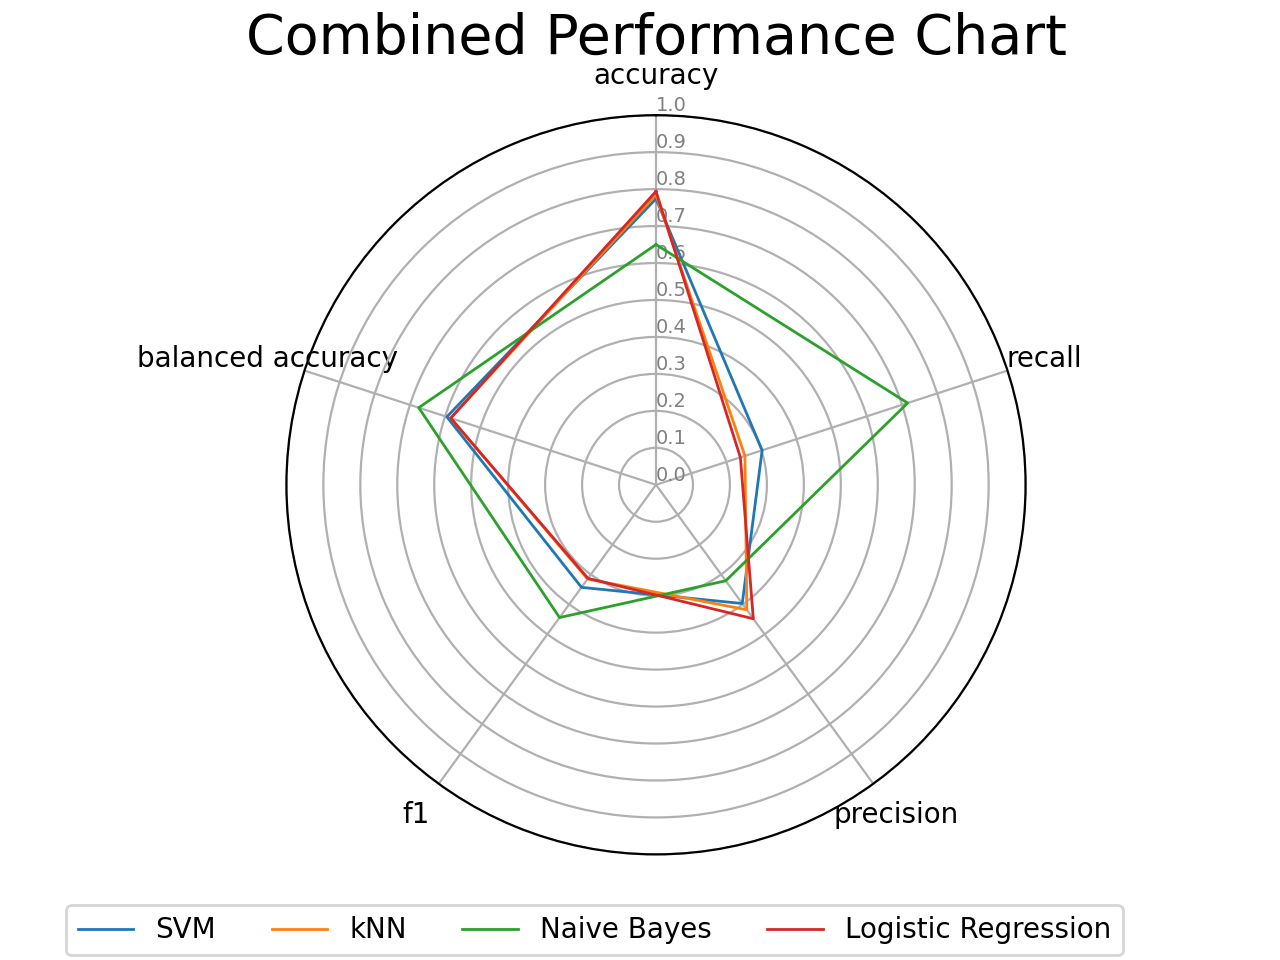 Combined Performance Chart
accuracy
1.0
0.9
0.8
0.7
0.6
0.5
0.4
0.3
0.2
0.1
0.0
balanced accuracy
recall
f1
precision
SVM kNN Naive Bayes Logistic Regression